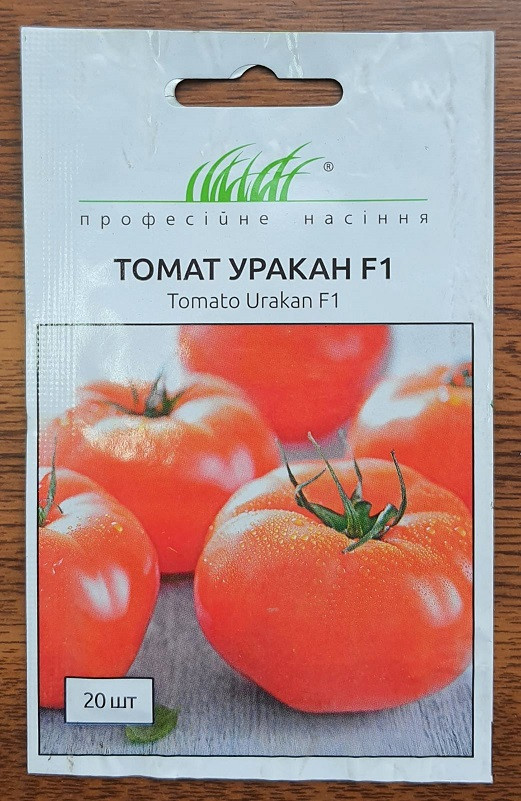 ®
професійне насіння
ТОМАТ УРАКАН F1
Tomato Urakan F1
20 шт